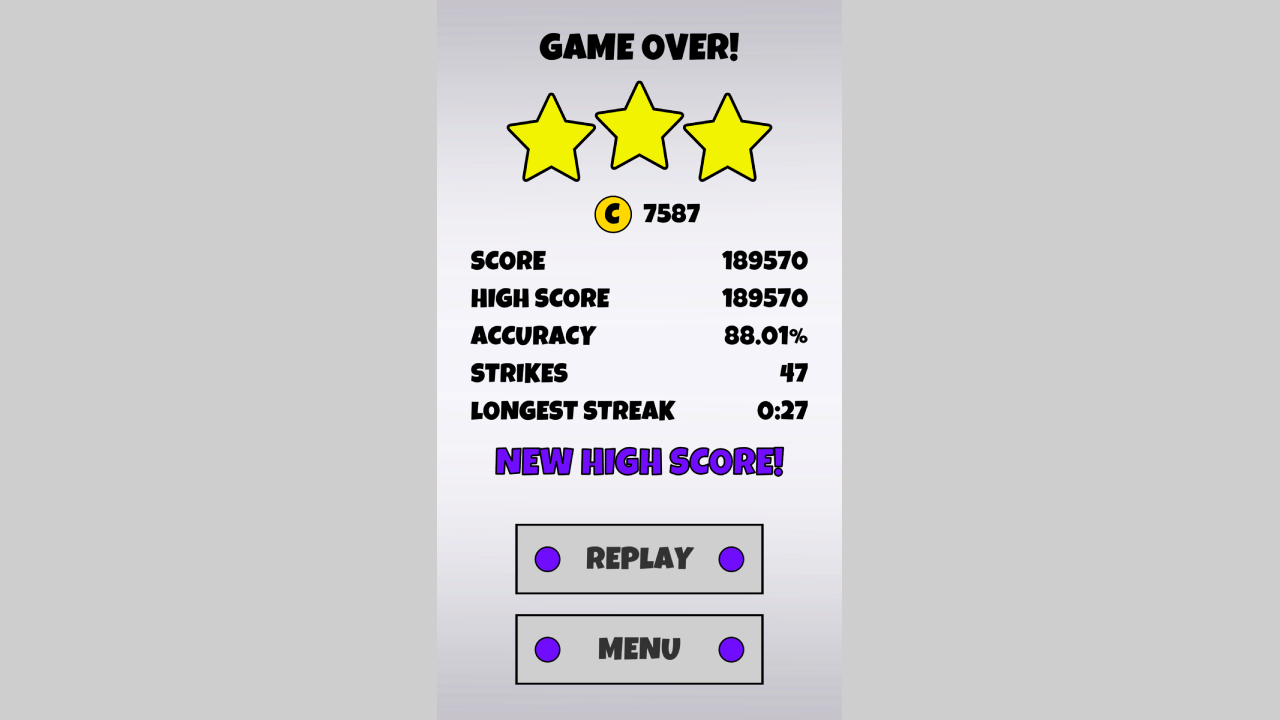 GAME OVER!
C 7587
SCORE 189570
HIGH SCORE 189570
ACCURACY 88.01%
STRIKES 47
LONGEST STREAK 0:27
NEW HIGH SCORE!
REPLAY
MENU